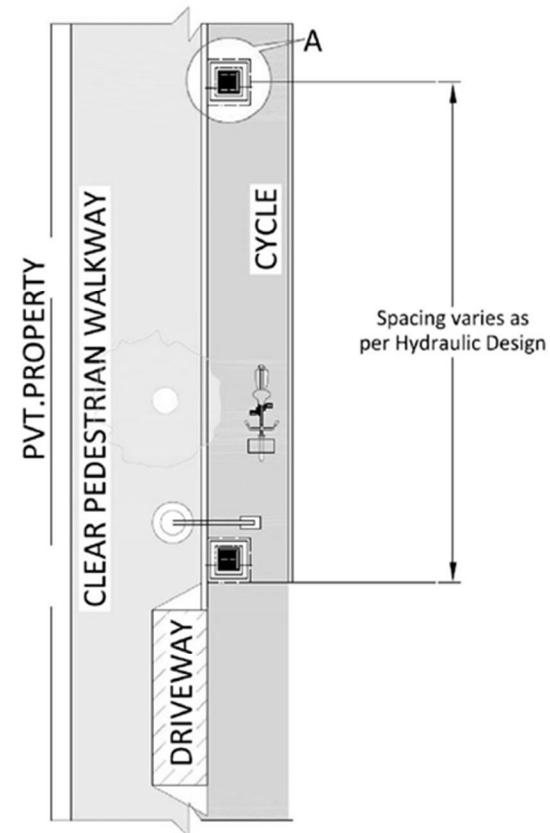 A
PVT.PROPERTY
CLEAR PEDESTRIAN WALKWAY
CYCLE
Spacing varies as
per Hydraulic Design
DRIVEWAY